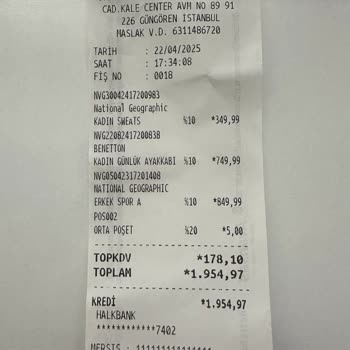 CAD.KALE CENTER AVM NO 89 91
226 GÜNGÖREN İSTANBUL
MASLAK V.D. 6311486720
TARİH : 22/04/2025
SAAT : 17:34:08
FİŞ NO : 0018
NVG30042417200983
National Geographic
KADIN SWEATS %10 *349,99
NVG22082417200838
BENETTON
KADIN GÜNLÜK AYAKKABI %10 *749,99
NVG05042317201408
NATIONAL GEOGRAPHIC
ERKEK SPOR A %10 *849,99
POS002
ORTA POŞET %20 *5,00
TOPKDV *178,10
TOPLAM *1.954,97
KREDİ *1.954,97
HALKBANK
************7402
MERSİS : 1111111111111111